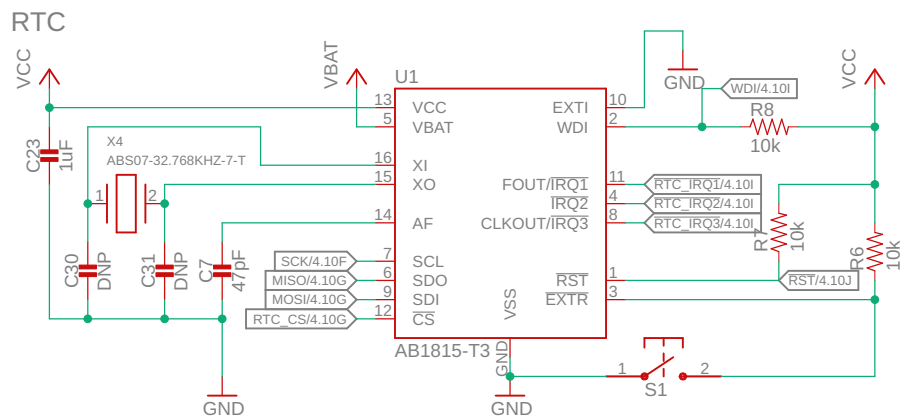 RTC
VCC
VBAT
U1
VCC
GND
WDI/4.10I
R8
10k
C23
1uF
X4
ABS07-32.768KHZ-7-T
1
2
13
VCC
5
VBAT
16
XI
15
XO
14
AF
7
SCL
6
SDO
9
SDI
12
CS
EXTI
10
WDI
2
FOUT/IRQ1
11
IRQ2
4
CLKOUT/IRQ3
8
RST
1
EXTR
3
VSS
RTC_IRQ1/4.10I
RTC_IRQ2/4.10I
RTC_IRQ3/4.10I
R7
10k
R6
10k
C30
DNP
C31
DNP
C7
47pF
SCK/4.10F
MISO/4.10G
MOSI/4.10G
RTC_CS/4.10G
RST/4.10J
AB1815-T3
GND
1
2
S1
GND
GND